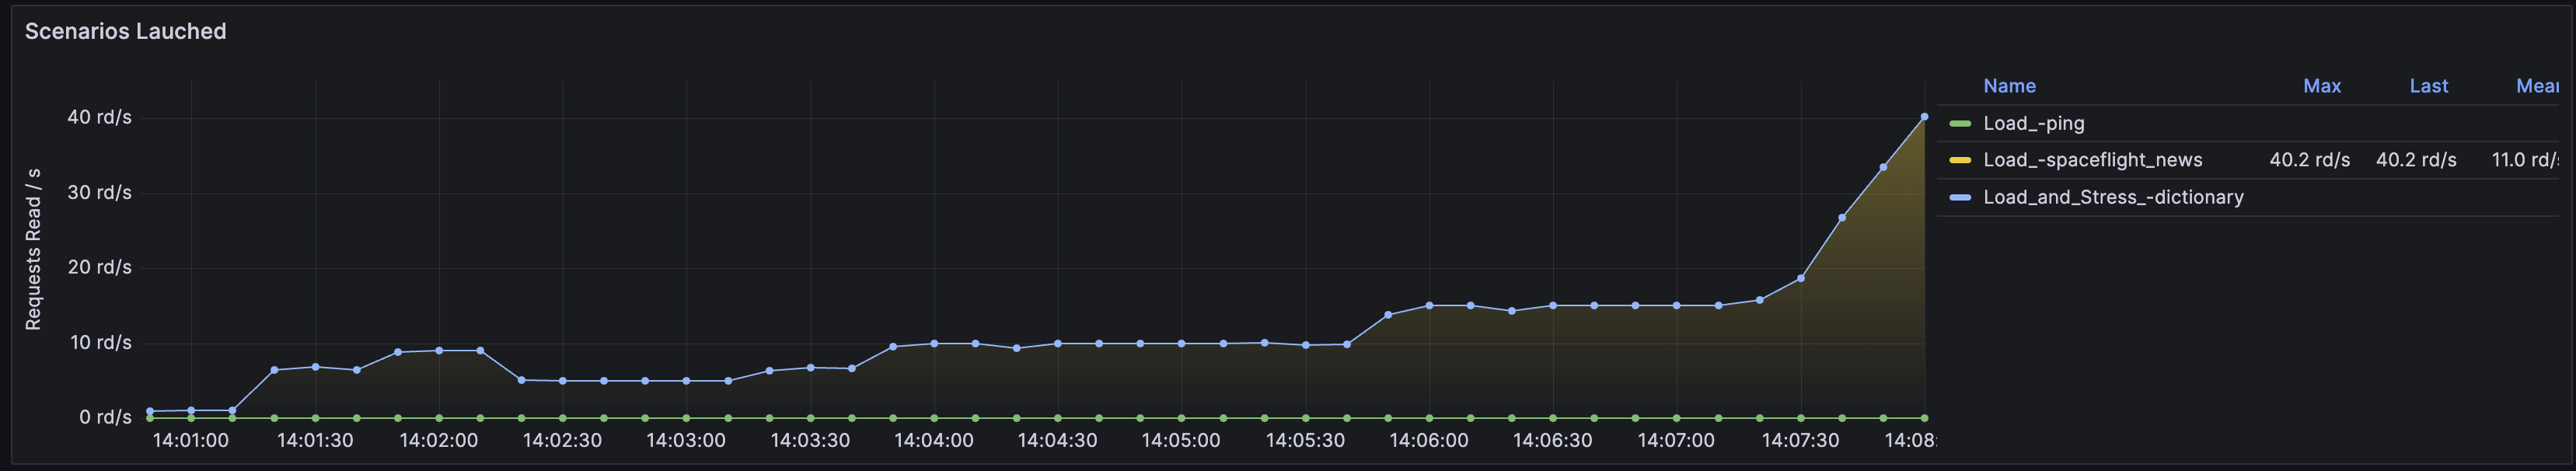 Scenarios Lauched
Name Max Last Mear
Load_-ping
Load_-spaceflight_news 40.2 rd/s 40.2 rd/s 11.0 rd/s
Load_and_Stress_-dictionary
Requests Read / s
40 rd/s
30 rd/s
20 rd/s
10 rd/s
0 rd/s
14:01:00 14:01:30 14:02:00 14:02:30 14:03:00 14:03:30 14:04:00 14:04:30 14:05:00 14:05:30 14:06:00 14:06:30 14:07:00 14:07:30 14:08: